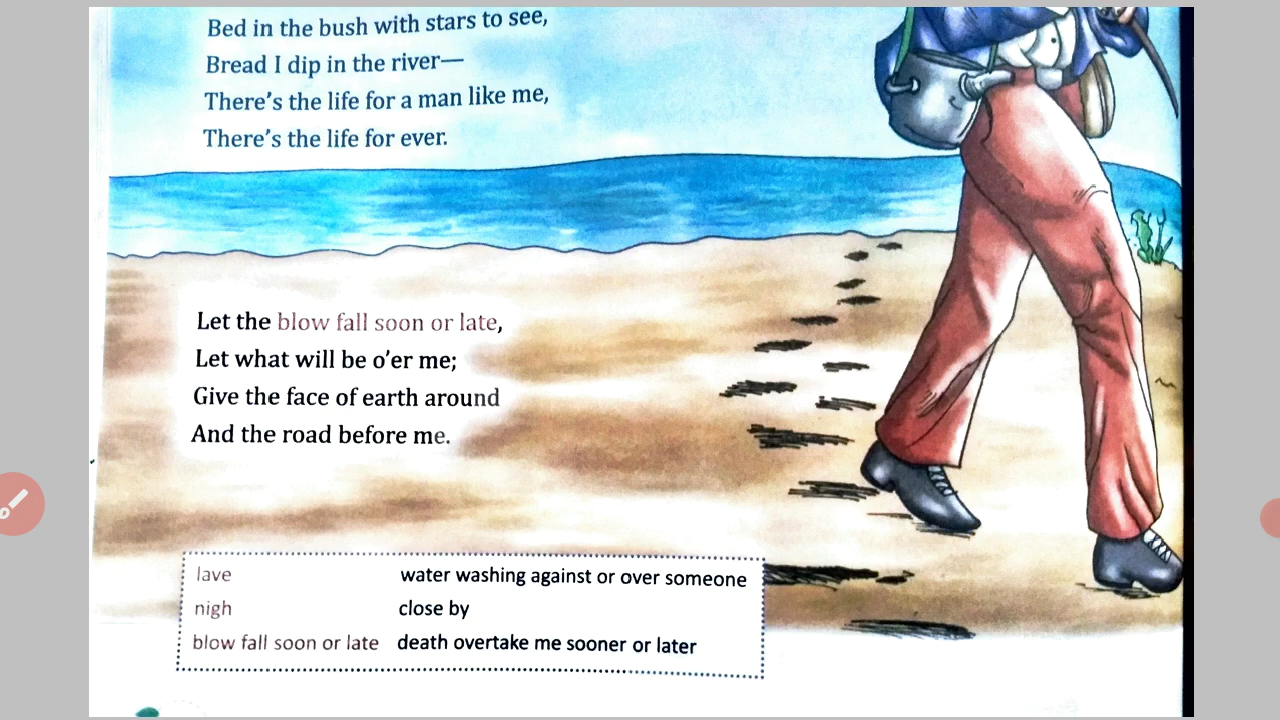 Bed in the bush with stars to see,
Bread I dip in the river—
There's the life for a man like me,
There's the life for ever.
Let the blow fall soon or late,
Let what will be o'er me;
Give the face of earth around
And the road before me.
lave water washing against or over someone
nigh close by
blow fall soon or late death overtake me sooner or later